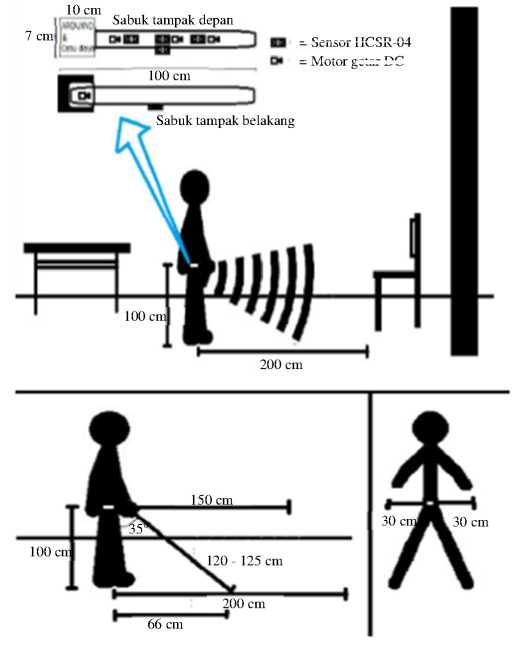 10 cm
Sabuk tampak depan
7 cm
ARDUINO
&
= Sensor HCSR-04
= Motor getar DC
100 cm
Sabuk tampak belakang
100 cm
200 cm
150 cm
35°
30 cm
30 cm
100 cm
120 - 125 cm
200 cm
66 cm